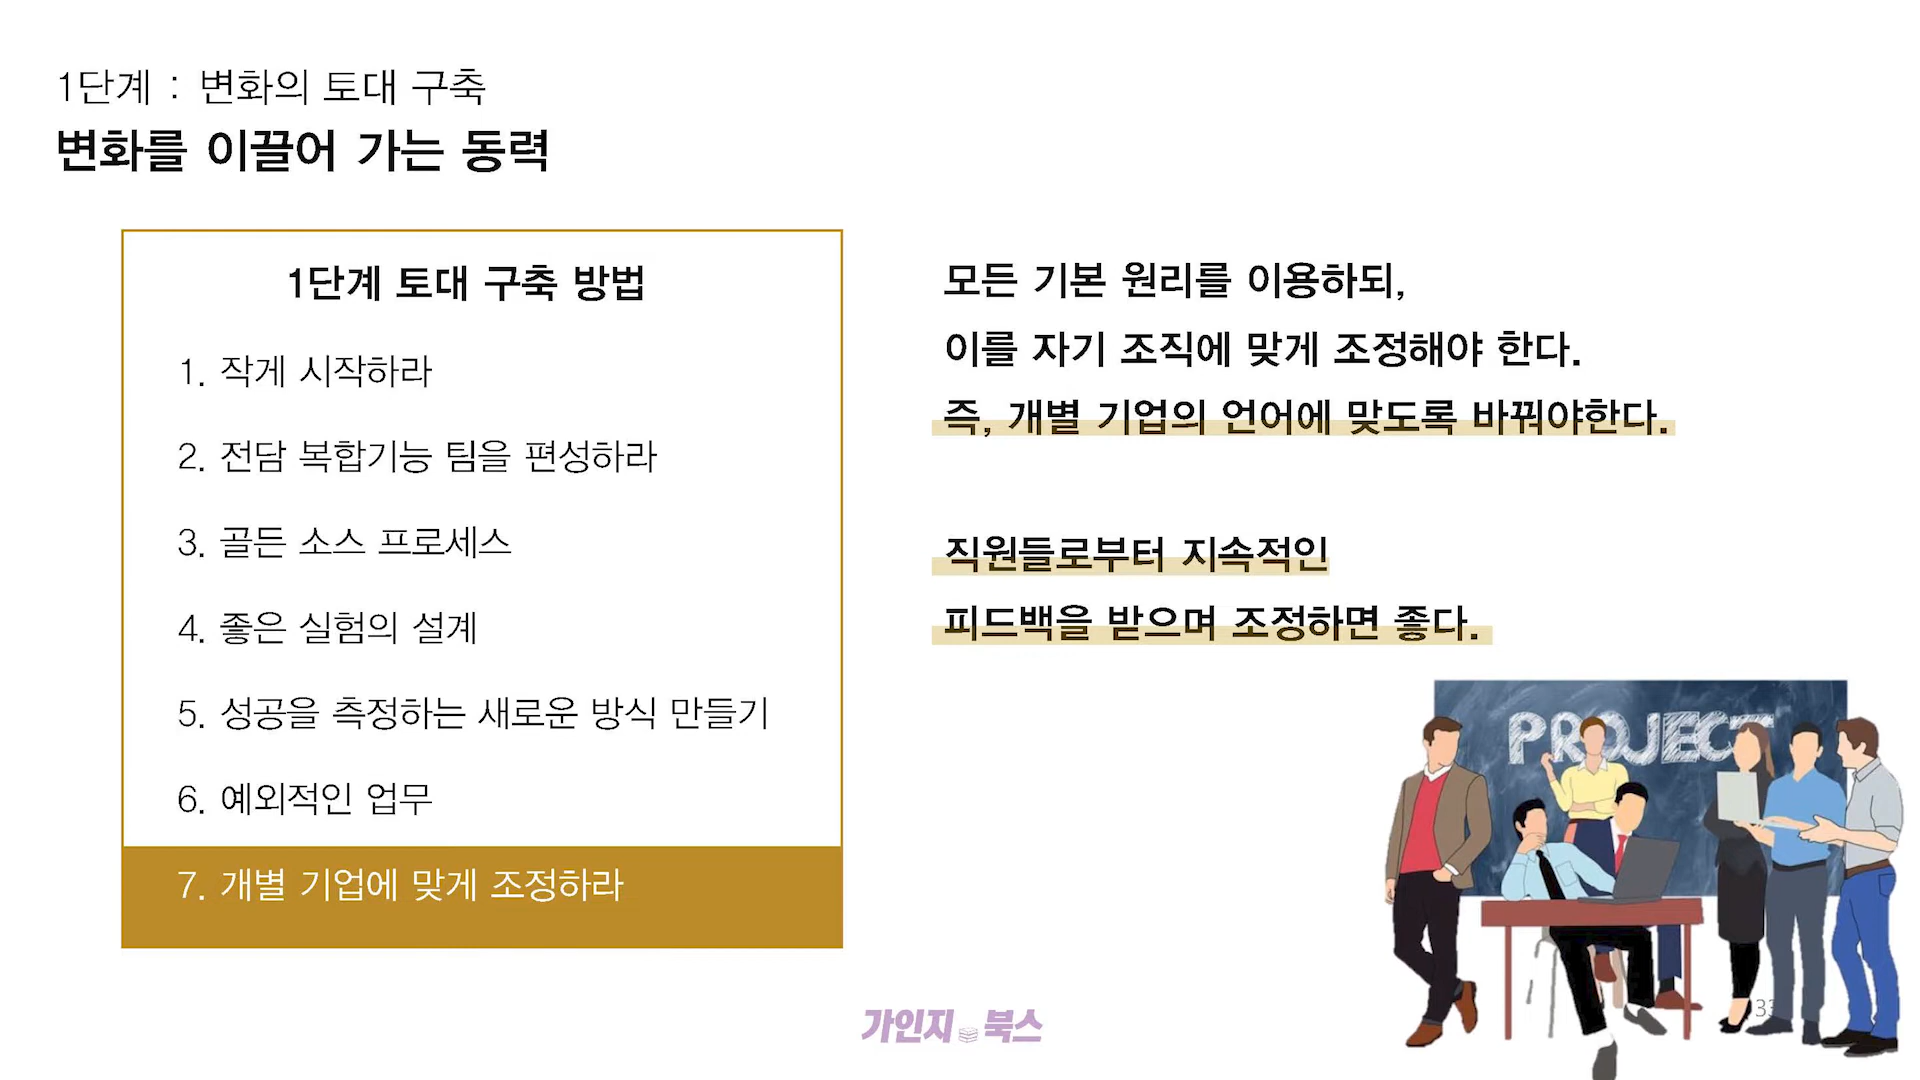 1단계 : 변화의 토대 구축
변화를 이끌어 가는 동력
1단계 토대 구축 방법
1. 작게 시작하라
2. 전담 복합기능 팀을 편성하라
3. 골든 소스 프로세스
4. 좋은 실험의 설계
5. 성공을 측정하는 새로운 방식 만들기
6. 예외적인 업무
7. 개별 기업에 맞게 조정하라
모든 기본 원리를 이용하되,
이를 자기 조직에 맞게 조정해야 한다.
즉, 개별 기업의 언어에 맞도록 바꿔야한다.
직원들로부터 지속적인
피드백을 받으며 조정하면 좋다.
PROJECT
가인지 북스
33